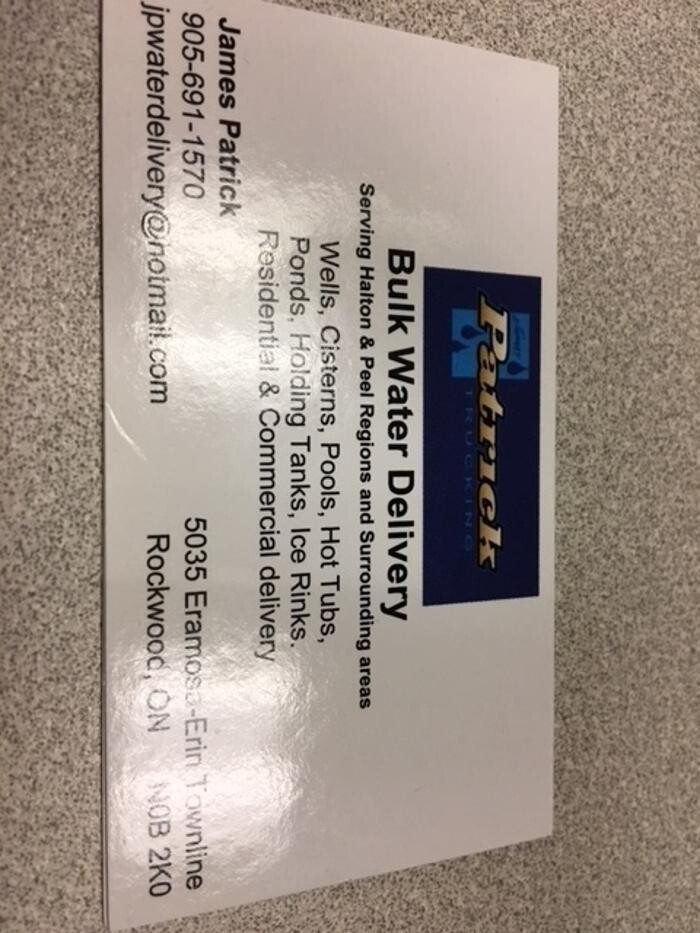 James
Patrick
TRUCKING
Bulk Water Delivery
Serving Halton & Peel Regions and Surrounding areas
Wells, Cisterns, Pools, Hot Tubs,
Ponds, Holding Tanks, Ice Rinks.
Residential & Commercial delivery
James Patrick
905-691-1570
jpwaterdelivery@hotmail.com
5035 Eramosa-Erin Townline
Rockwood, ON N0B 2K0